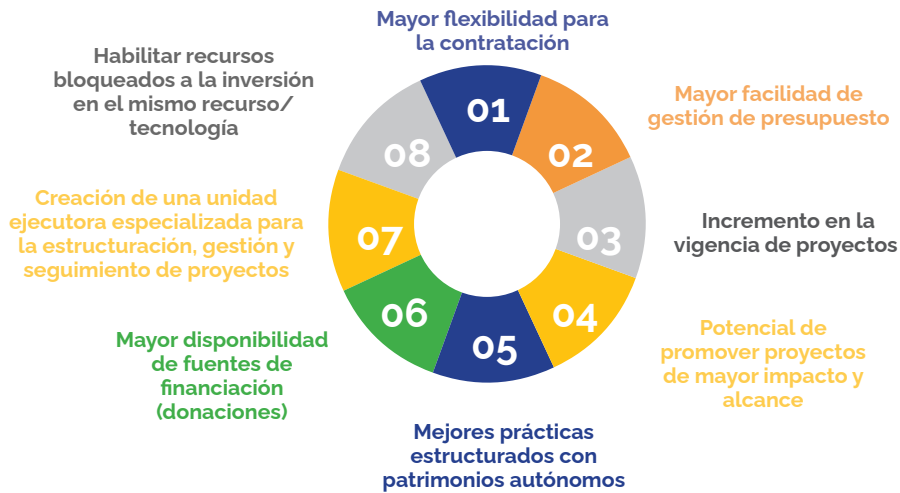 Mayor flexibilidad para
la contratación
01
Mayor facilidad de
gestión de presupuesto
02
Incremento en la
vigencia de proyectos
03
Potencial de
promover proyectos
de mayor impacto y
alcance
04
Mejores prácticas
estructurados con
patrimonios autónomos
05
Mayor disponibilidad
de fuentes de
financiación
(donaciones)
06
Creación de una unidad
ejecutora especializada para
la estructuración, gestión y
seguimiento de proyectos
07
Habilitar recursos
bloqueados a la inversión
en el mismo recurso/
tecnología
08